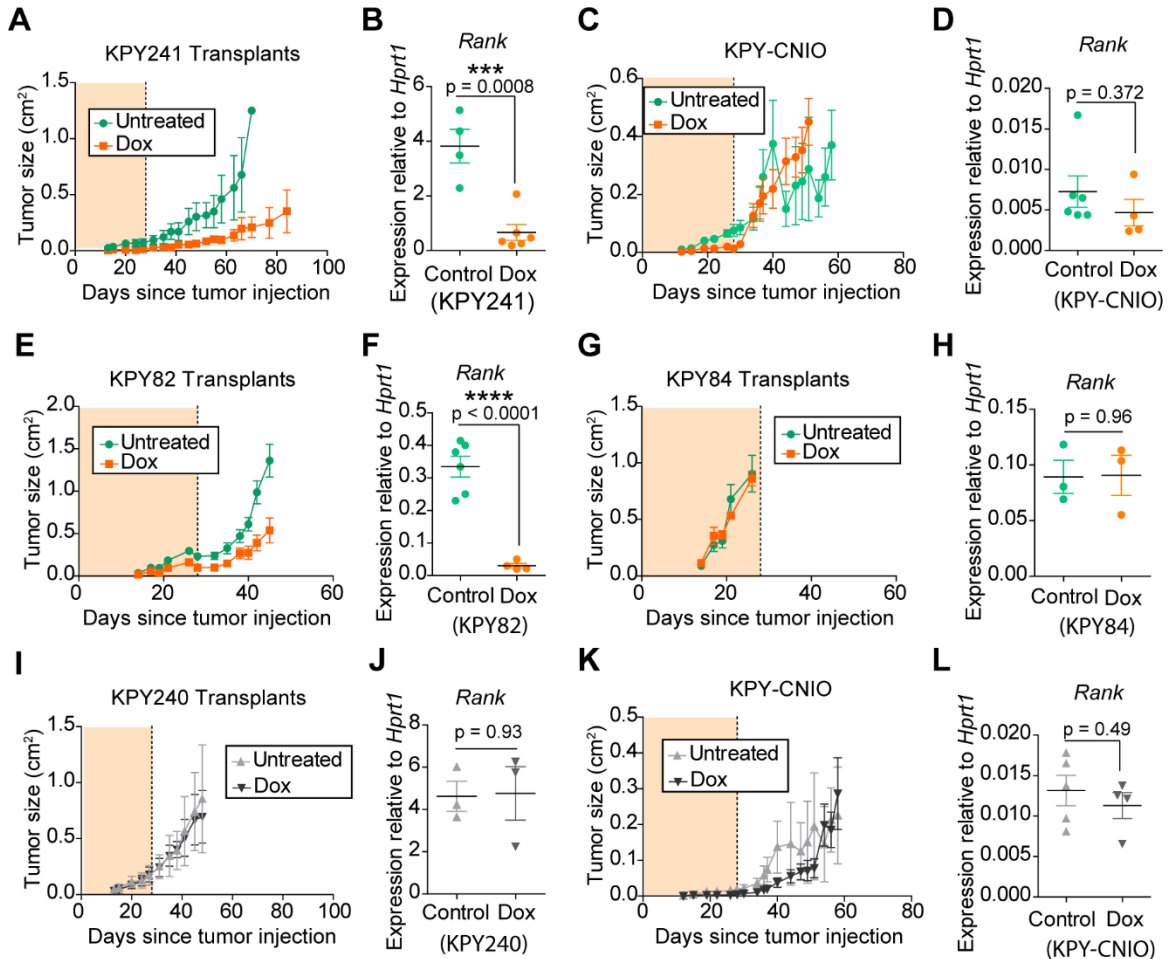 A
KPY241 Transplants
Tumor size (cm2)
1.5
1.0
0.5
0.0
Untreated
Dox
0 20 40 60 80 100
Days since tumor injection
B
Rank
***
p = 0.0008
Expression relative to Hprt1
6
4
2
0
Control Dox
(KPY241)
C
KPY-CNIO
Tumor size (cm2)
0.6
0.4
0.2
0.0
Untreated
Dox
0 20 40 60 80
Days since tumor injection
D
Rank
p = 0.372
Expression relative to Hprt1
0.020
0.015
0.010
0.005
0.000
Control Dox
(KPY-CNIO)
E
KPY82 Transplants
Tumor size (cm2)
2.0
1.5
1.0
0.5
0.0
Untreated
Dox
0 20 40 60
Days since tumor injection
F
Rank
****
p < 0.0001
Expression relative to Hprt1
0.5
0.4
0.3
0.2
0.1
0.0
Control Dox
(KPY82)
G
KPY84 Transplants
Tumor size (cm2)
1.5
1.0
0.5
0.0
Untreated
Dox
0 20 40 60
Days since tumor injection
H
Rank
p = 0.96
Expression relative to Hprt1
0.15
0.10
0.05
0.00
Control Dox
(KPY84)
I
KPY240 Transplants
Tumor size (cm2)
1.5
1.0
0.5
0.0
Untreated
Dox
0 20 40 60 80 100
Days since tumor injection
J
Rank
p = 0.93
Expression relative to Hprt1
8
6
4
2
0
Control Dox
(KPY240)
K
KPY-CNIO
Tumor size (cm2)
0.5
0.4
0.3
0.2
0.1
0.0
Untreated
Dox
0 20 40 60 80
Days since tumor injection
L
Rank
p = 0.49
Expression relative to Hprt1
0.020
0.015
0.010
0.005
0.000
Control Dox
(KPY-CNIO)